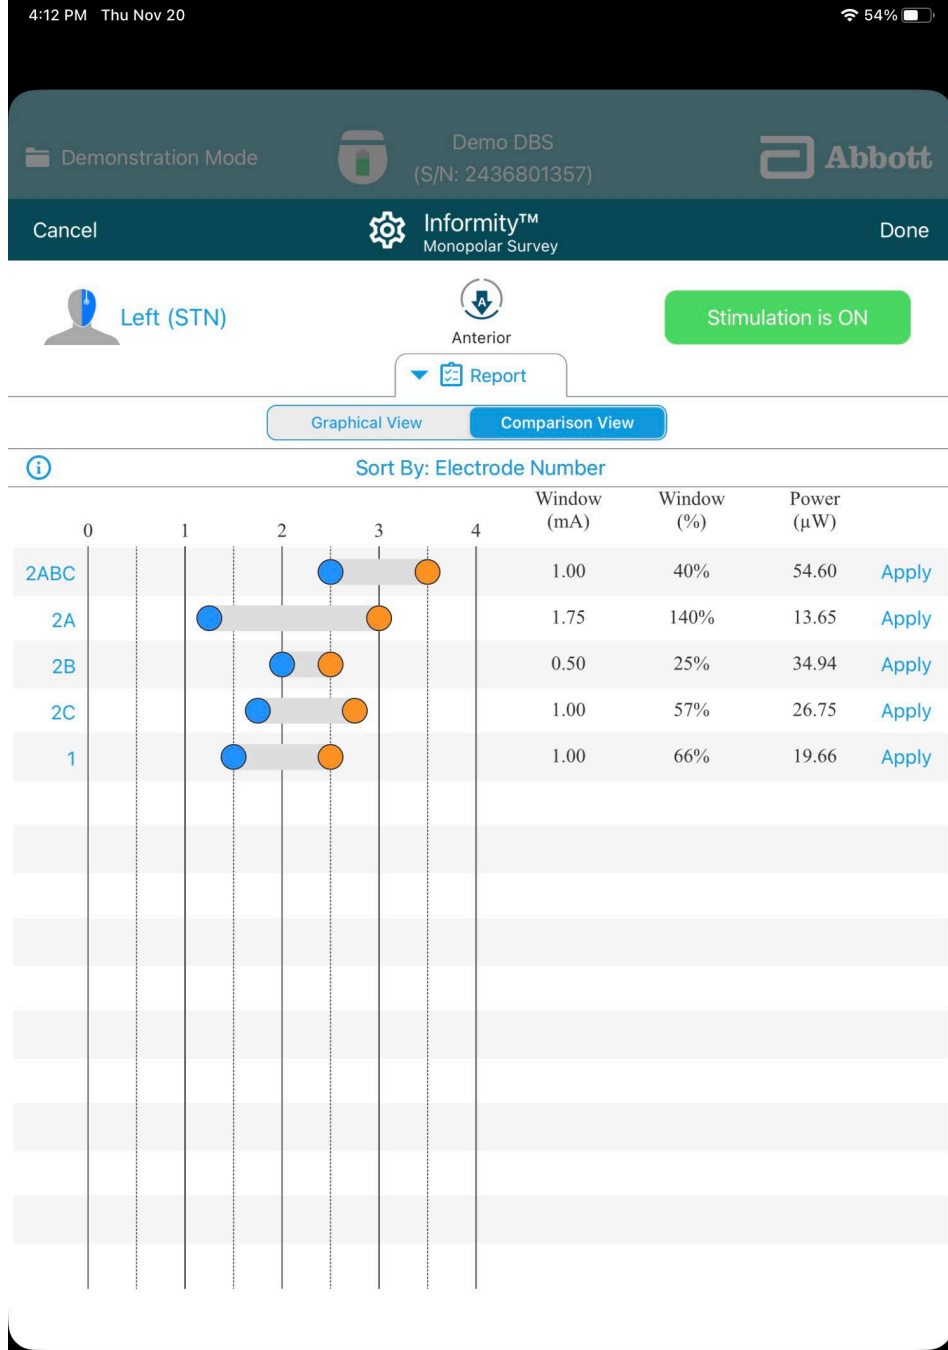 4:12 PM Thu Nov 20
54%
Demonstration Mode
Demo DBS
(S/N: 2436801357)
Abbott
Cancel
Informity™
Monopolar Survey
Done
Left (STN)
A
Anterior
Stimulation is ON
Report
Graphical View
Comparison View
Sort By: Electrode Number
0 1 2 3 4
Window
(mA)
Window
(%)
Power
(µW)
2ABC 1.00 40% 54.60 Apply
2A 1.75 140% 13.65 Apply
2B 0.50 25% 34.94 Apply
2C 1.00 57% 26.75 Apply
1 1.00 66% 19.66 Apply